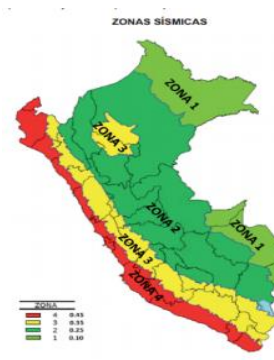 ZONAS SÍSMICAS
ZONA 1
ZONA 3
ZONA 2
ZONA 1
ZONA 3
ZONA 4
ZONA
4 0.45
3 0.35
2 0.25
1 0.10